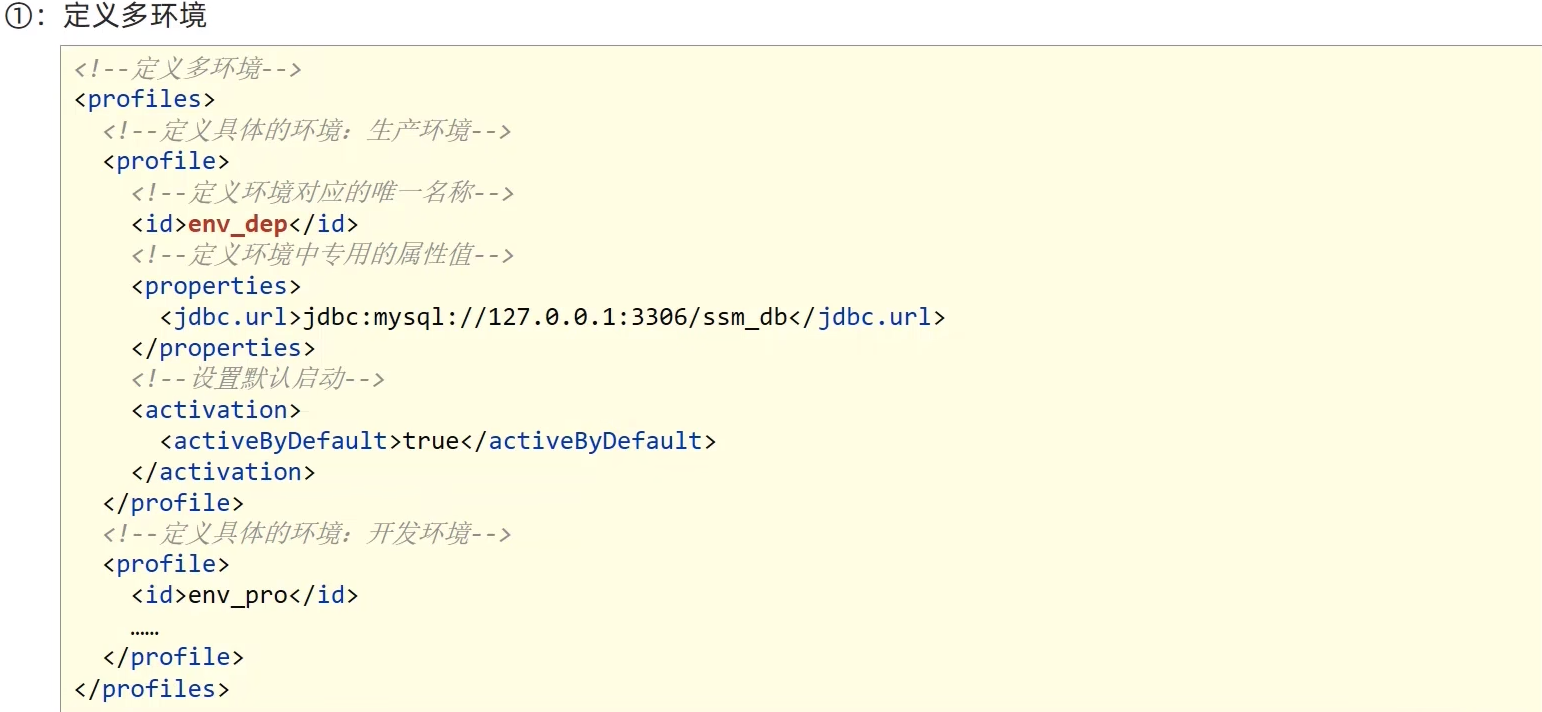 ①：定义多环境
<!--定义多环境-->
<profiles>
<!--定义具体的环境：生产环境-->
<profile>
<!--定义环境对应的唯一名称-->
<id>env_dep</id>
<!--定义环境中专用的属性值-->
<properties>
<jdbc.url>jdbc:mysql://127.0.0.1:3306/ssm_db</jdbc.url>
</properties>
<!--设置默认启动-->
<activation>
<activeByDefault>true</activeByDefault>
</activation>
</profile>
<!--定义具体的环境：开发环境-->
<profile>
<id>env_pro</id>
……
</profile>
</profiles>